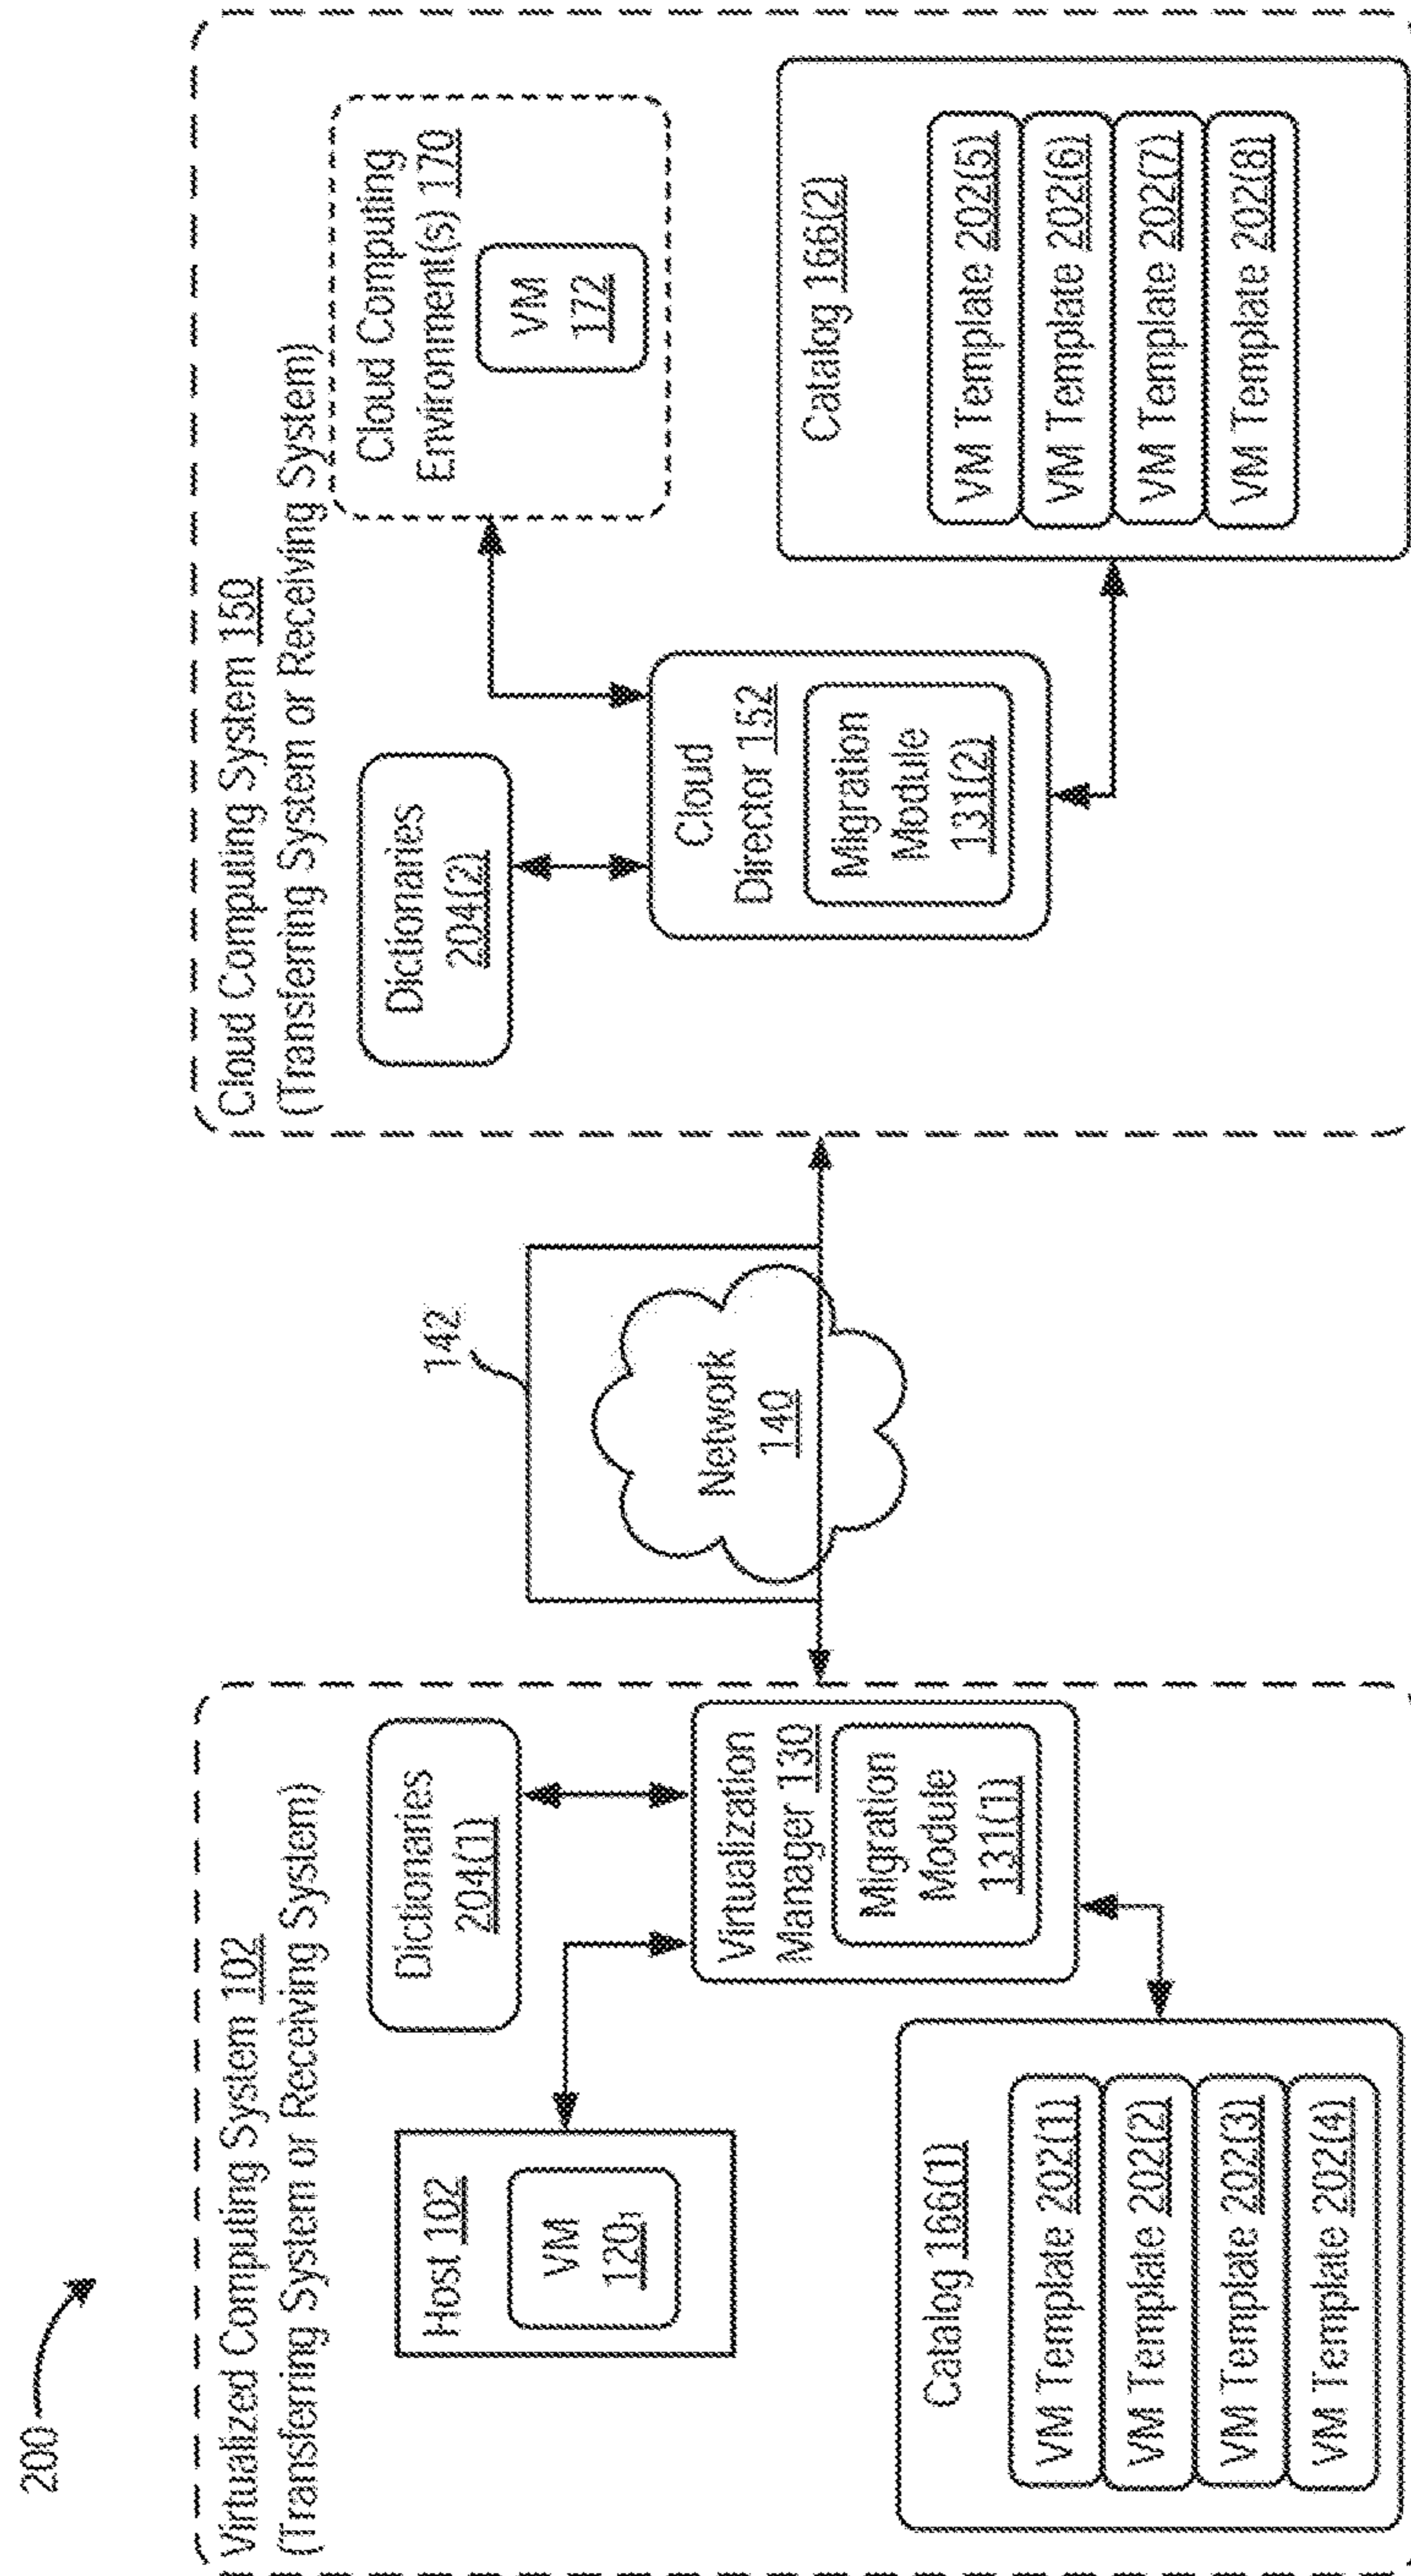 200
Virtualized Computing System 102
(Transferring System or Receiving System)
Host 102
VM
120₁
Dictionaries
204(1)
Virtualization
Manager 130
Migration
Module
131(1)
Catalog 166(1)
VM Template 202(1)
VM Template 202(2)
VM Template 202(3)
VM Template 202(4)
142
Network
140
Cloud Computing System 150
(Transferring System or Receiving System)
Dictionaries
204(2)
Cloud
Director 152
Migration
Module
131(2)
Cloud Computing
Environment(s) 170
VM
172
Catalog 166(2)
VM Template 202(5)
VM Template 202(6)
VM Template 202(7)
VM Template 202(8)